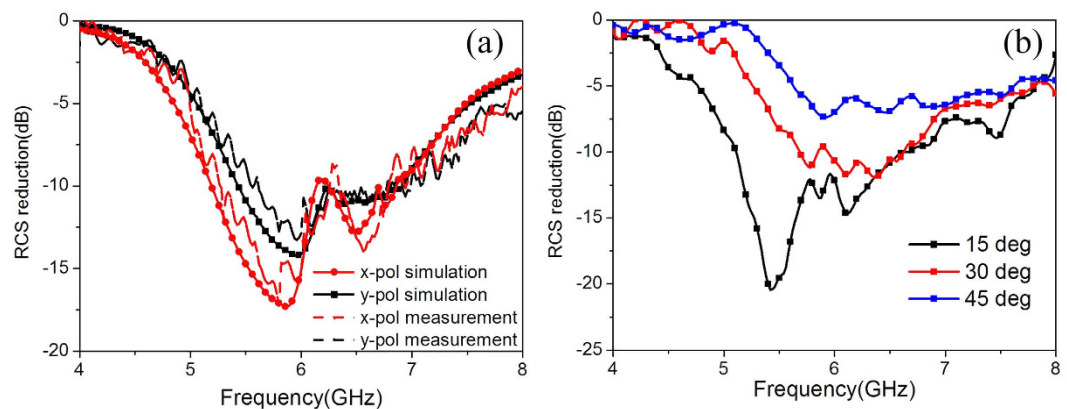 (a)
RCS reduction(dB)
0
-5
-10
-15
-20
x-pol simulation
y-pol simulation
x-pol measurement
y-pol measurement
4 5 6 7 8
Frequency(GHz)
(b)
RCS reduction(dB)
0
-5
-10
-15
-20
-25
15 deg
30 deg
45 deg
4 5 6 7 8
Frequency(GHz)